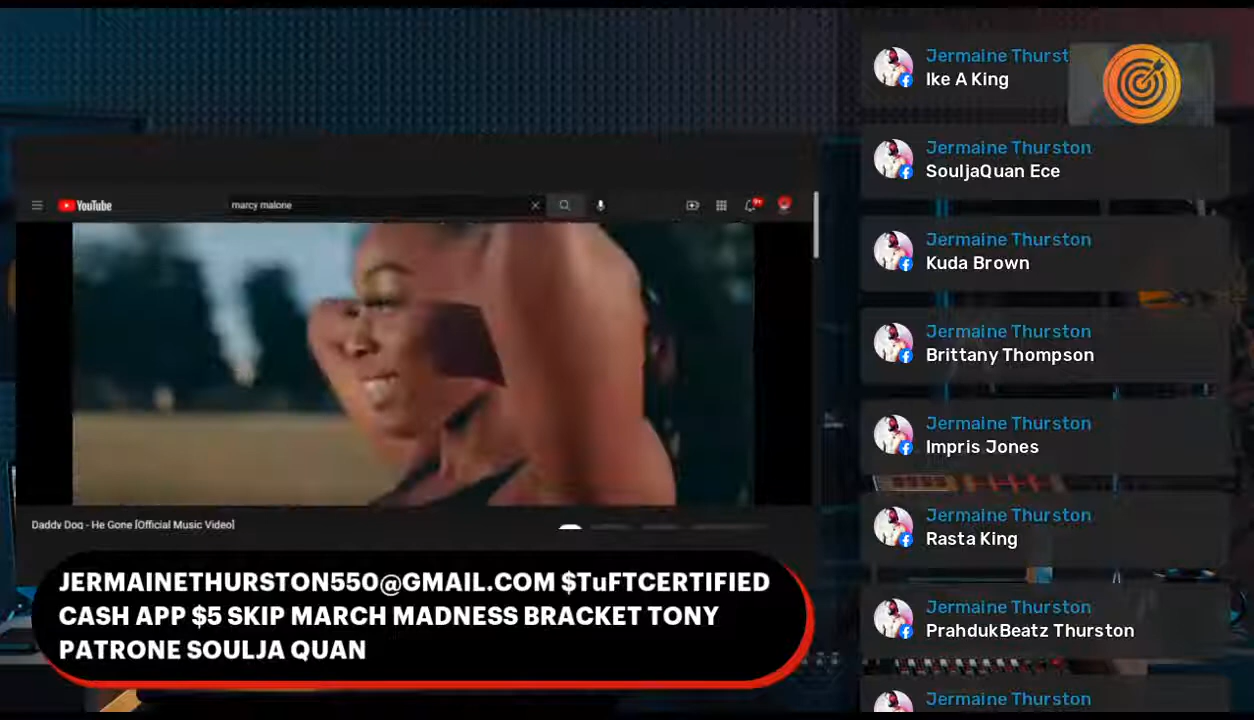 Jermaine Thurst
Ike A King
Jermaine Thurston
SouljaQuan Ece
YouTube
marcy malone
9+
Jermaine Thurston
Kuda Brown
Jermaine Thurston
Brittany Thompson
Jermaine Thurston
Impris Jones
Jermaine Thurston
Rasta King
Daddy Dog - He Gone [Official Music Video]
JERMAINETHURSTON550@GMAIL.COM $TuFTCERTIFIED
CASH APP $5 SKIP MARCH MADNESS BRACKET TONY
PATRONE SOULJA QUAN
Jermaine Thurston
PrahdukBeatz Thurston
Jermaine Thurston